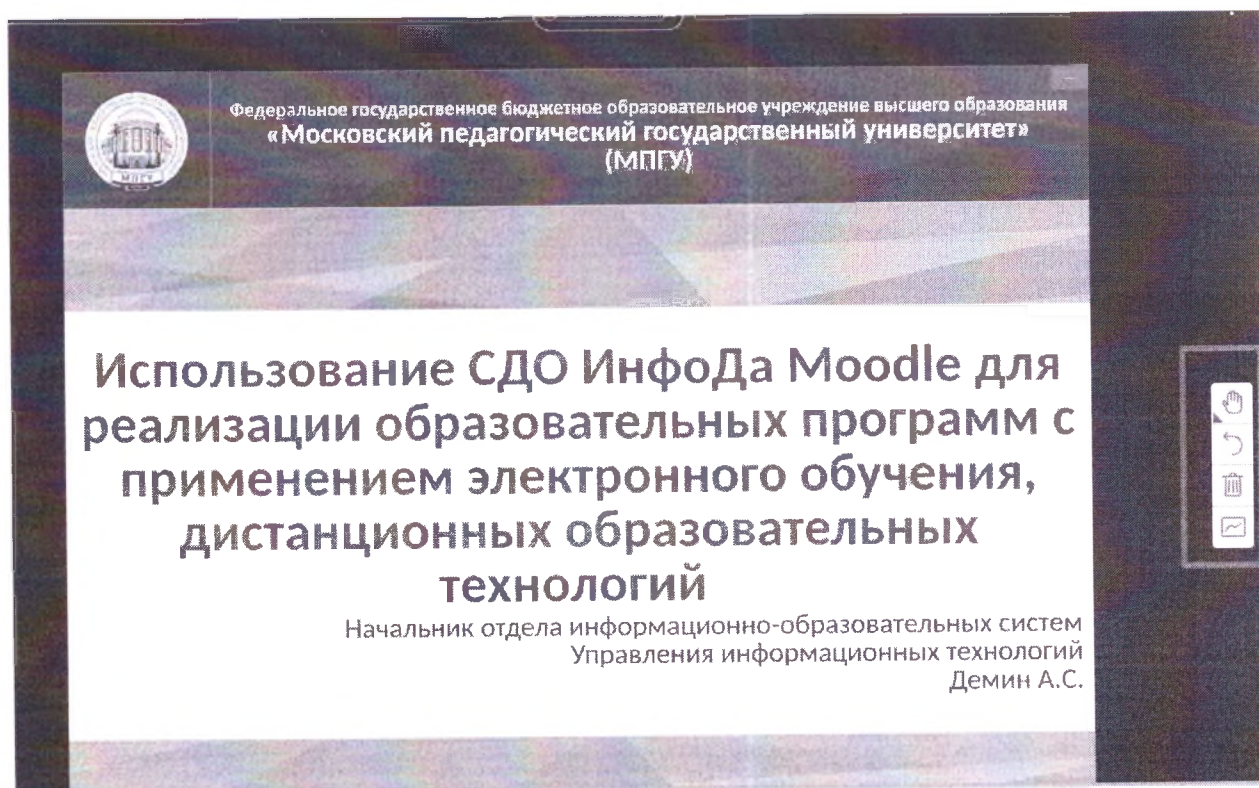 Федеральное государственное бюджетное образовательное учреждение высшего образования
«Московский педагогический государственный университет»
(МПГУ)
МПГУ
Использование СДО ИнфоДа Moodle для
реализации образовательных программ с
применением электронного обучения,
дистанционных образовательных
технологий
Начальник отдела информационно-образовательных систем
Управления информационных технологий
Демин А.С.